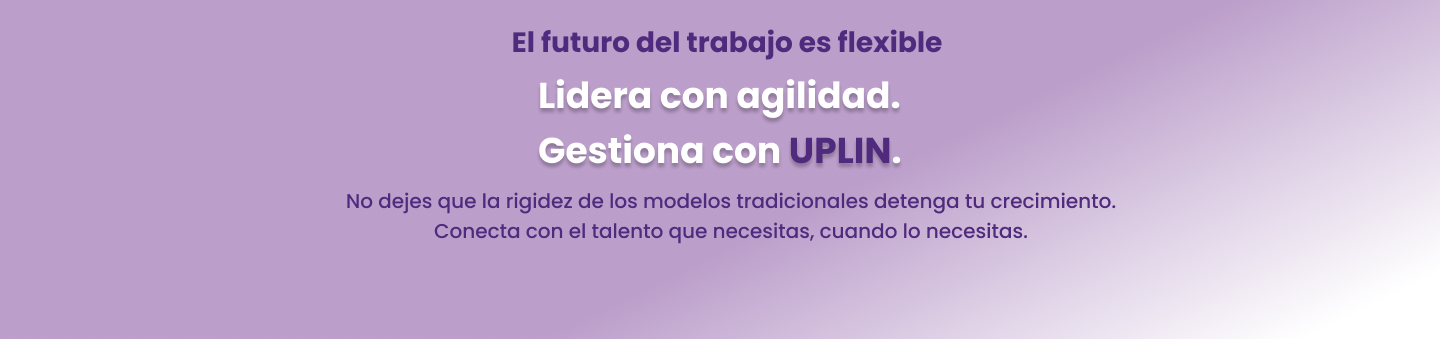 El futuro del trabajo es flexible
Lidera con agilidad.
Gestiona con UPLIN.
No dejes que la rigidez de los modelos tradicionales detenga tu crecimiento.
Conecta con el talento que necesitas, cuando lo necesitas.